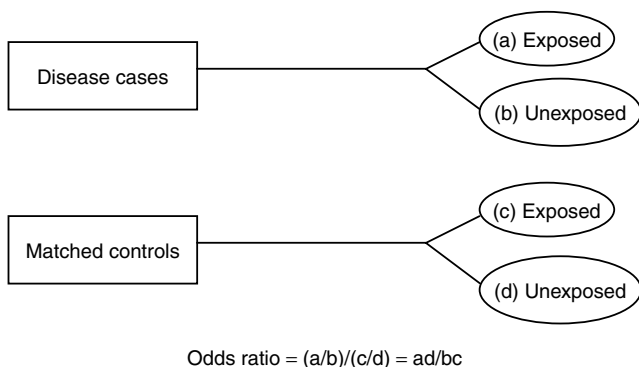 (a) Exposed
Disease cases
(b) Unexposed
(c) Exposed
Matched controls
(d) Unexposed
Odds ratio = (a/b)/(c/d) = ad/bc